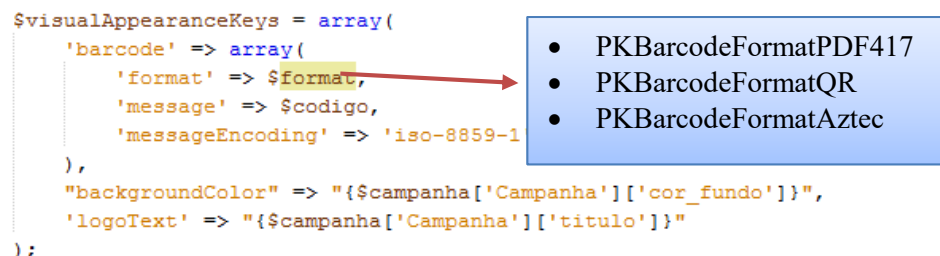 $visualAppearanceKeys = array(
'barcode' => array(
'format' => $format,
'message' => $codigo,
'messageEncoding' => 'iso-8859-1'
),
"backgroundColor" => "{$campanha['Campanha']['cor_fundo']}",
'logoText' => "{$campanha['Campanha']['titulo']}"
);
• PKBarcodeFormatPDF417
• PKBarcodeFormatQR
• PKBarcodeFormatAztec